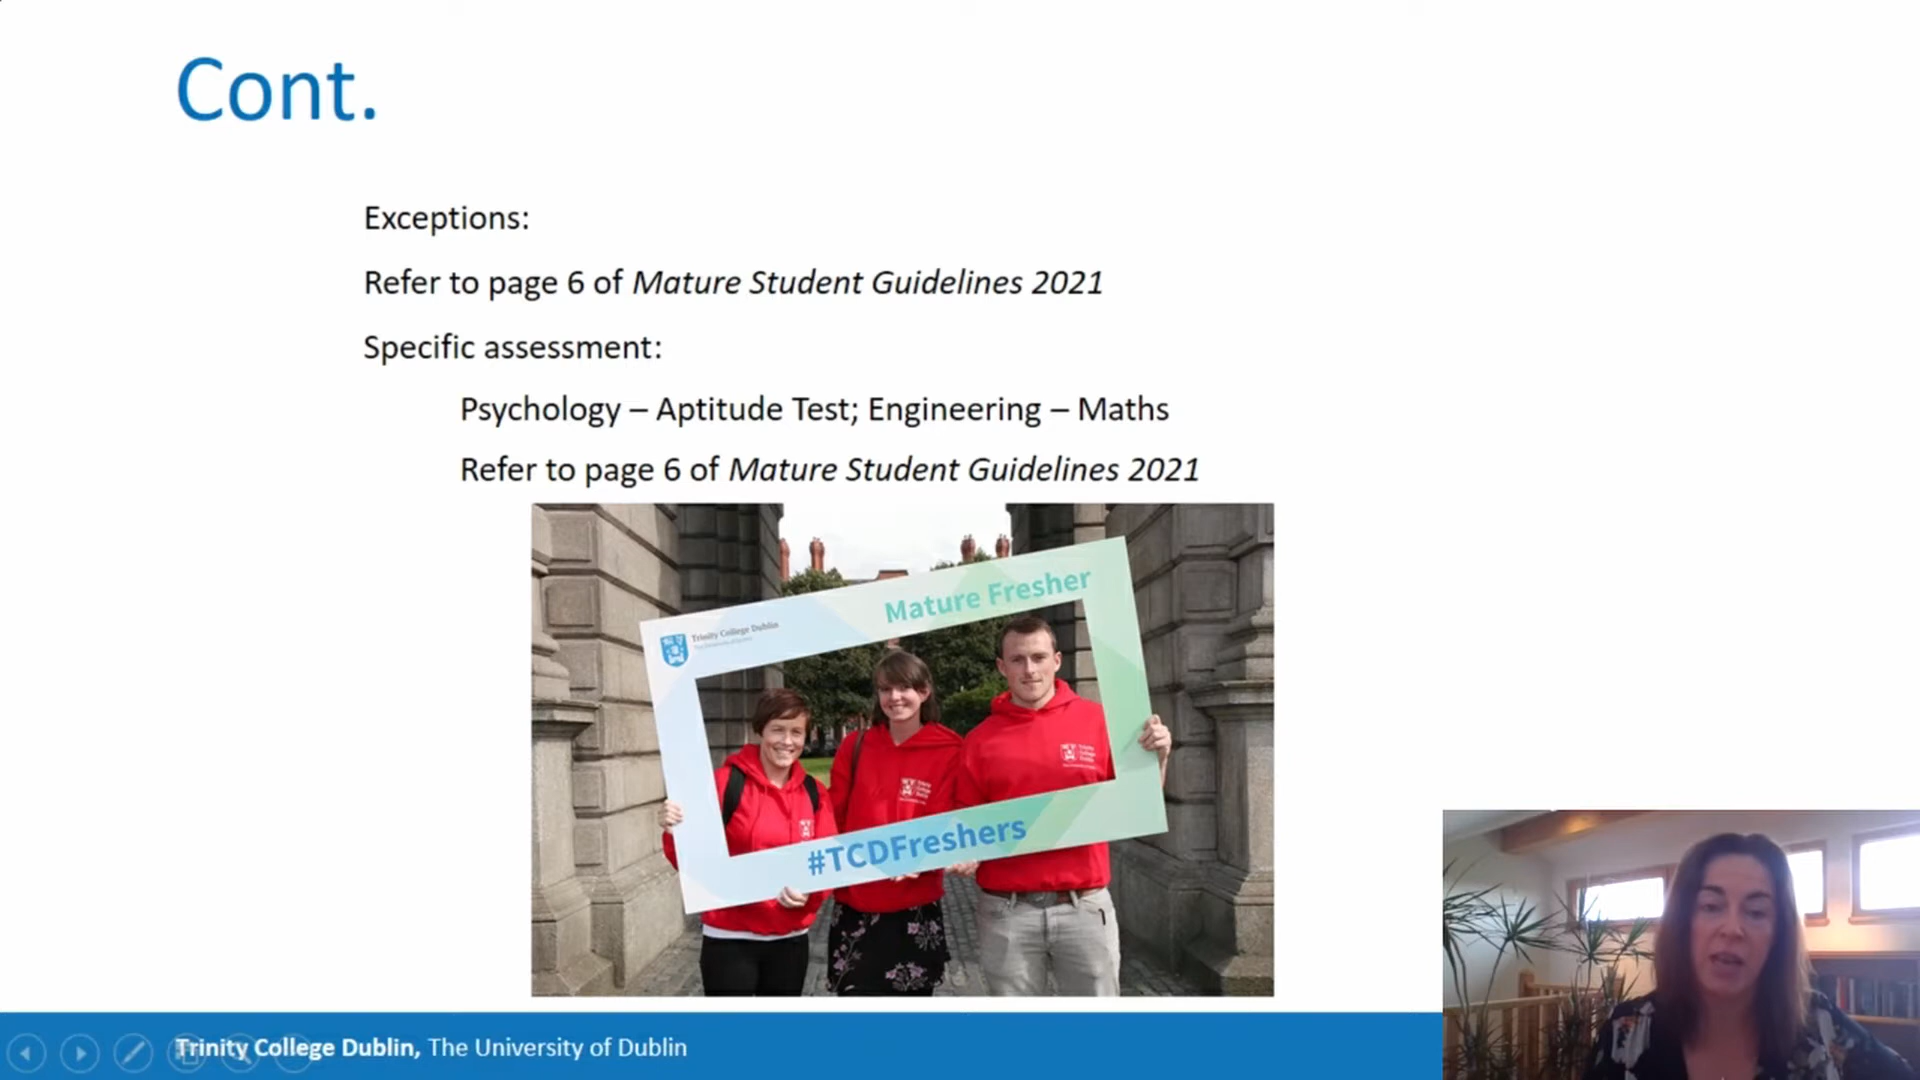 Cont.
Exceptions:
Refer to page 6 of Mature Student Guidelines 2021
Specific assessment:
Psychology – Aptitude Test; Engineering – Maths
Refer to page 6 of Mature Student Guidelines 2021
Mature Fresher
Trinity College Dublin
#TCDFreshers
Trinity College Dublin, The University of Dublin